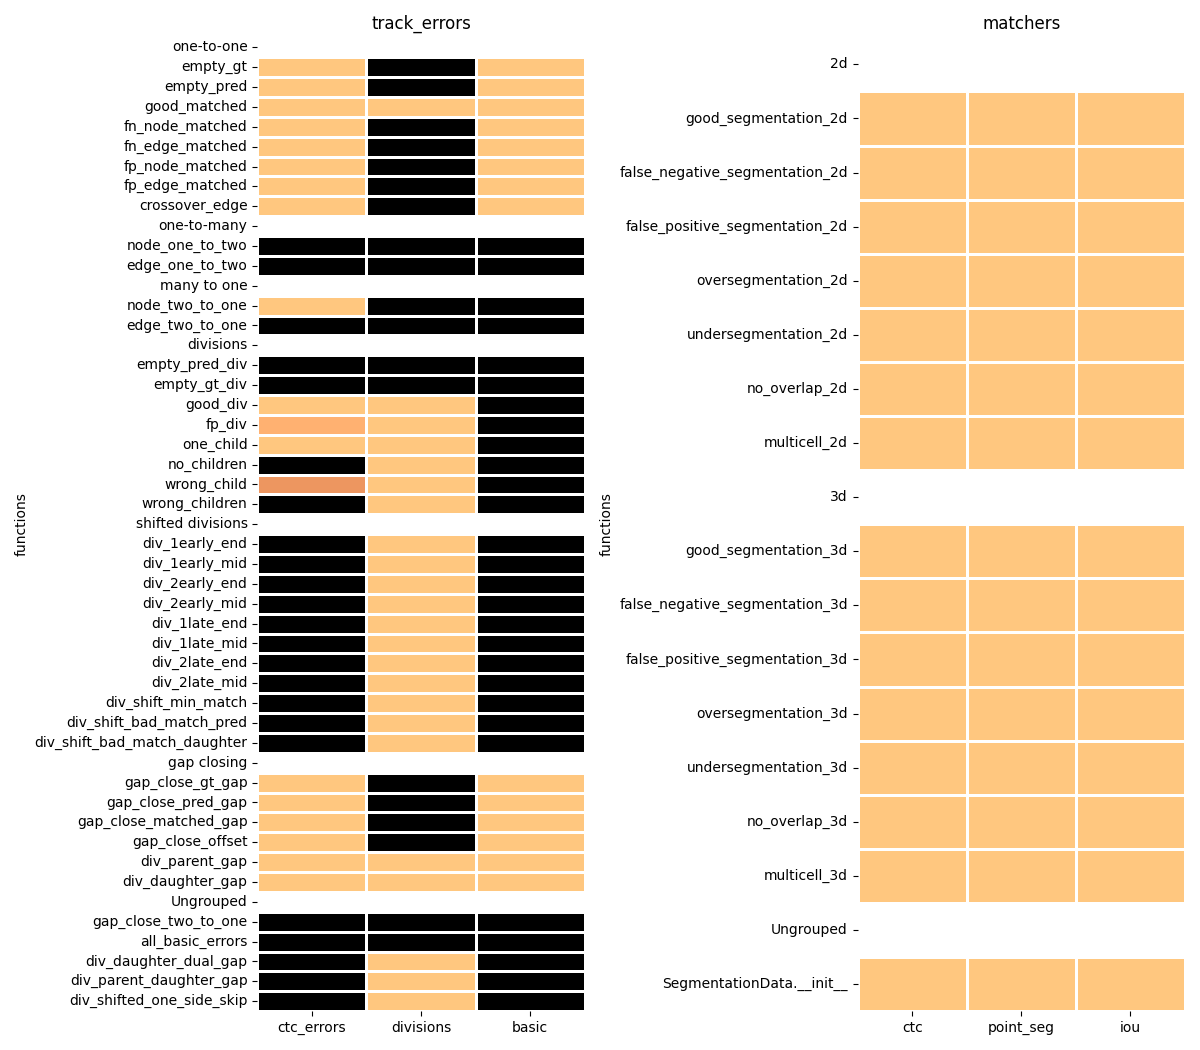 track_errors
one-to-one
empty_gt
empty_pred
good_matched
fn_node_matched
fn_edge_matched
fp_node_matched
fp_edge_matched
crossover_edge
one-to-many
node_one_to_two
edge_one_to_two
many to one
node_two_to_one
edge_two_to_one
divisions
empty_pred_div
empty_gt_div
good_div
fp_div
one_child
no_children
wrong_child
wrong_children
shifted divisions
div_1early_end
div_1early_mid
div_2early_end
div_2early_mid
div_1late_end
div_1late_mid
div_2late_end
div_2late_mid
div_shift_min_match
div_shift_bad_match_pred
div_shift_bad_match_daughter
gap closing
gap_close_gt_gap
gap_close_pred_gap
gap_close_matched_gap
gap_close_offset
div_parent_gap
div_daughter_gap
Ungrouped
gap_close_two_to_one
all_basic_errors
div_daughter_dual_gap
div_parent_daughter_gap
div_shifted_one_side_skip
functions
ctc_errors divisions basic
matchers
2d
good_segmentation_2d
false_negative_segmentation_2d
false_positive_segmentation_2d
oversegmentation_2d
undersegmentation_2d
no_overlap_2d
multicell_2d
3d
good_segmentation_3d
false_negative_segmentation_3d
false_positive_segmentation_3d
oversegmentation_3d
undersegmentation_3d
no_overlap_3d
multicell_3d
Ungrouped
SegmentationData.__init__
functions
ctc point_seg iou